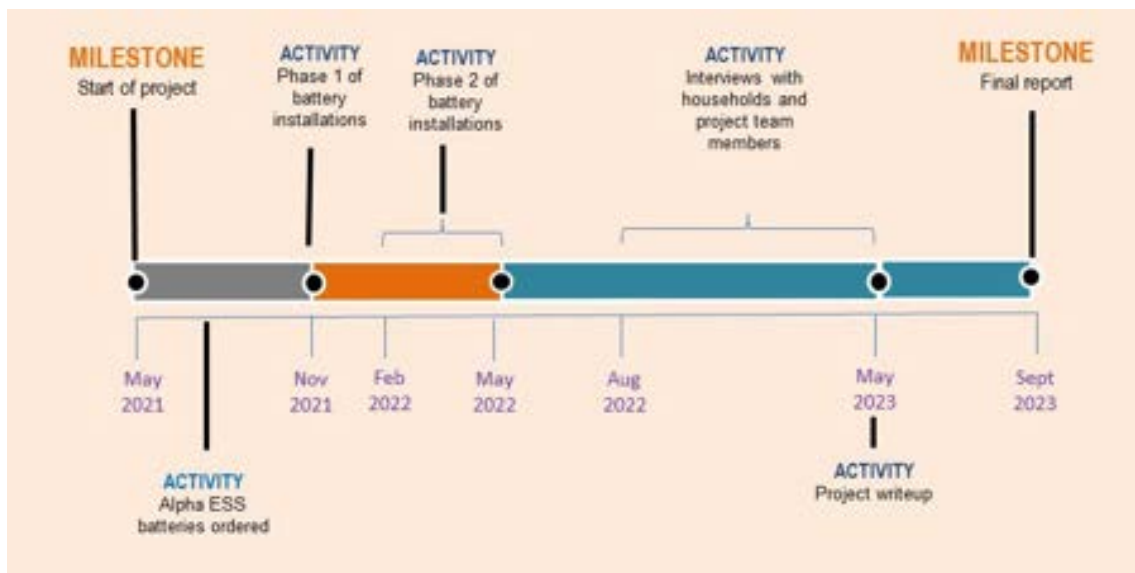 MILESTONE
Start of project
ACTIVITY
Phase 1 of
battery
installations
ACTIVITY
Phase 2 of
battery
installations
ACTIVITY
Interviews with
households and
project team
members
MILESTONE
Final report
May
2021
Nov
2021
Feb
2022
May
2022
Aug
2022
May
2023
Sept
2023
ACTIVITY
Alpha ESS
batteries ordered
ACTIVITY
Project writeup